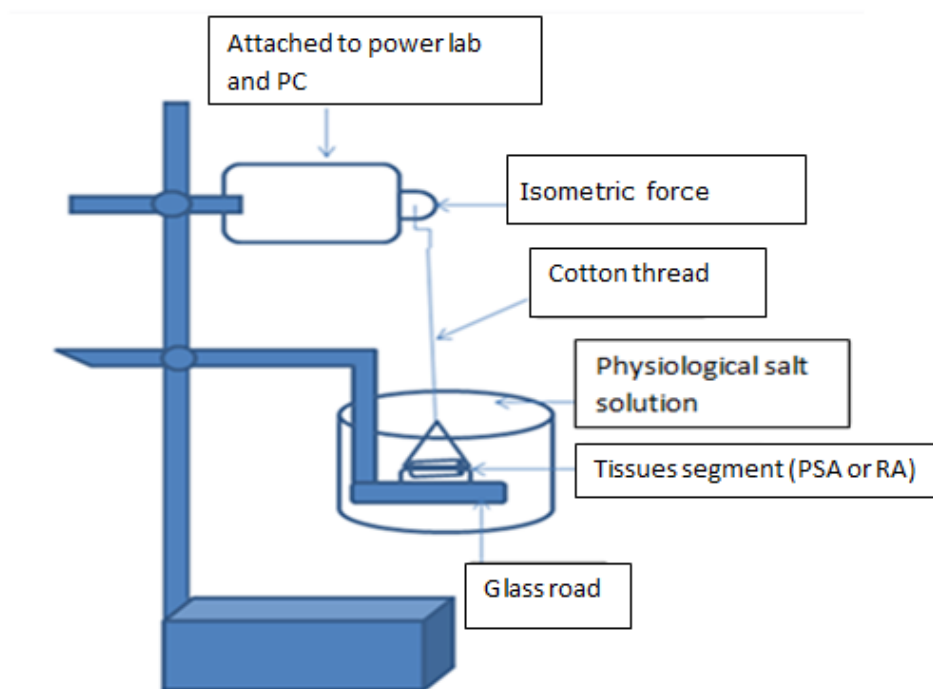 Attached to power lab
and PC
Isometric force
Cotton thread
Physiological salt
solution
Tissues segment (PSA or RA)
Glass road